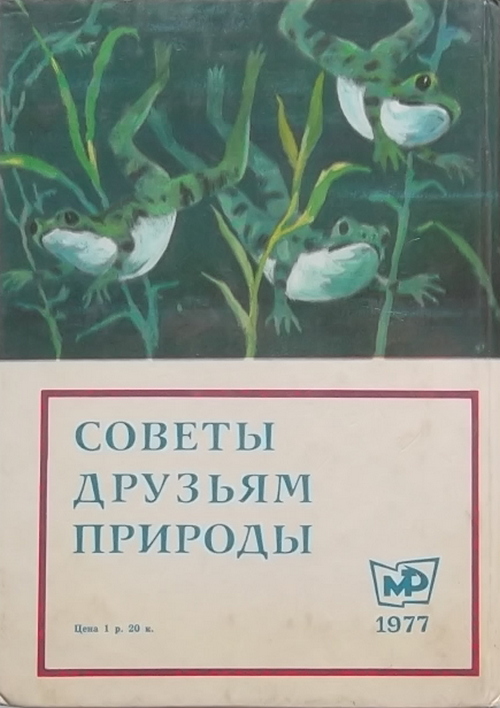 СОВЕТЫ
ДРУЗЬЯМ
ПРИРОДЫ
МР
Цена 1 р. 20 к.
1977